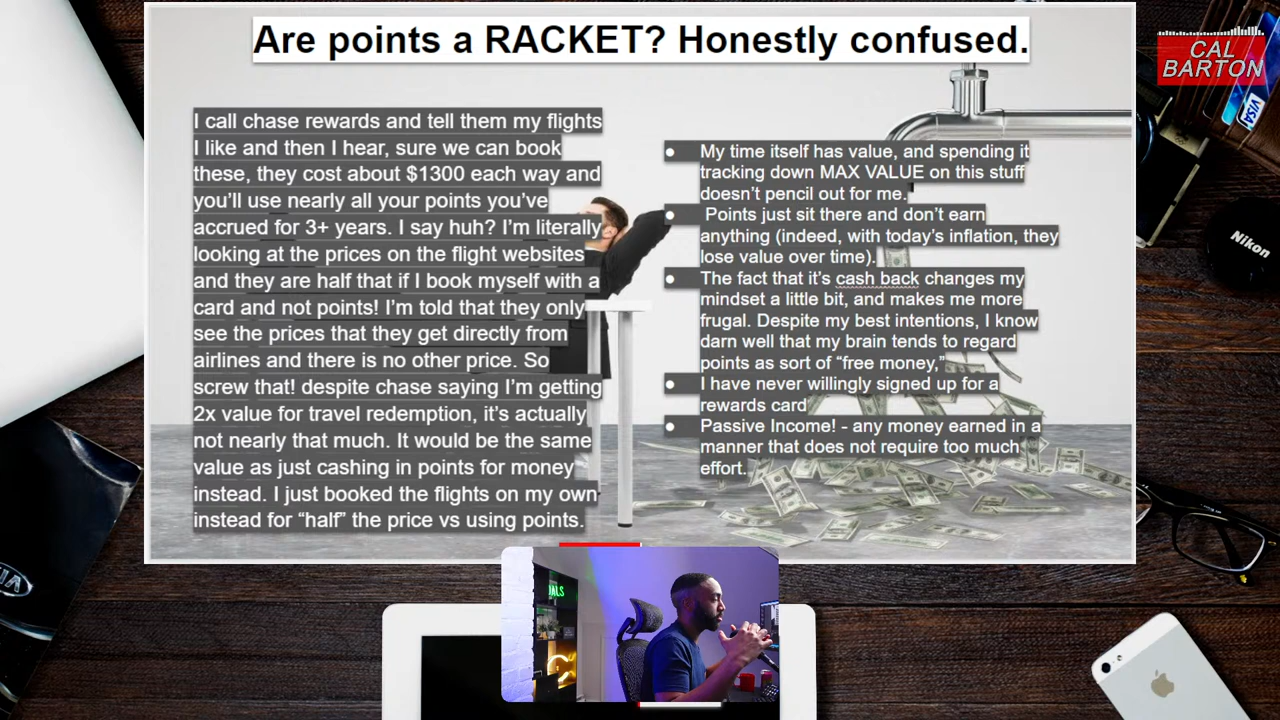 Are points a RACKET? Honestly confused.
CAL
BARTON
VISA
I call chase rewards and tell them my flights
I like and then I hear, sure we can book
these, they cost about $1300 each way and
you'll use nearly all your points you've
accrued for 3+ years. I say huh? I'm literally
looking at the prices on the flight websites
and they are half that if I book myself with a
card and not points! I'm told that they only
see the prices that they get directly from
airlines and there is no other price. So
screw that! despite chase saying I'm getting
2x value for travel redemption, it's actually
not nearly that much. It would be the same
value as just cashing in points for money
instead. I just booked the flights on my own
instead for “half” the price vs using points.
● My time itself has value, and spending it
tracking down MAX VALUE on this stuff
doesn't pencil out for me.
● Points just sit there and don't earn
anything (indeed, with today's inflation, they
lose value over time).
● The fact that it's cash back changes my
mindset a little bit, and makes me more
frugal. Despite my best intentions, I know
darn well that my brain tends to regard
points as sort of “free money,”
● I have never willingly signed up for a
rewards card
● Passive Income! - any money earned in a
manner that does not require too much
effort.
Nikon